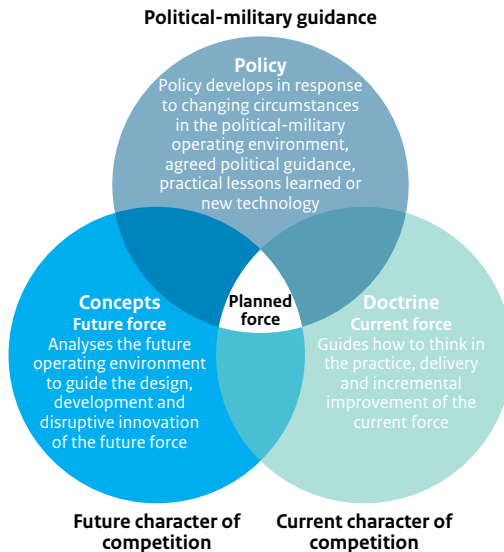 Political-military guidance
Policy
Policy develops in response
to changing circumstances
in the political-military
operating environment,
agreed political guidance,
practical lessons learned or
new technology
Concepts
Future force
Analyses the future
operating environment
to guide the design,
development and
disruptive innovation
of the future force
Planned
force
Doctrine
Current force
Guides how to think in
the practice, delivery
and incremental
improvement of the
current force
Future character of
competition
Current character of
competition